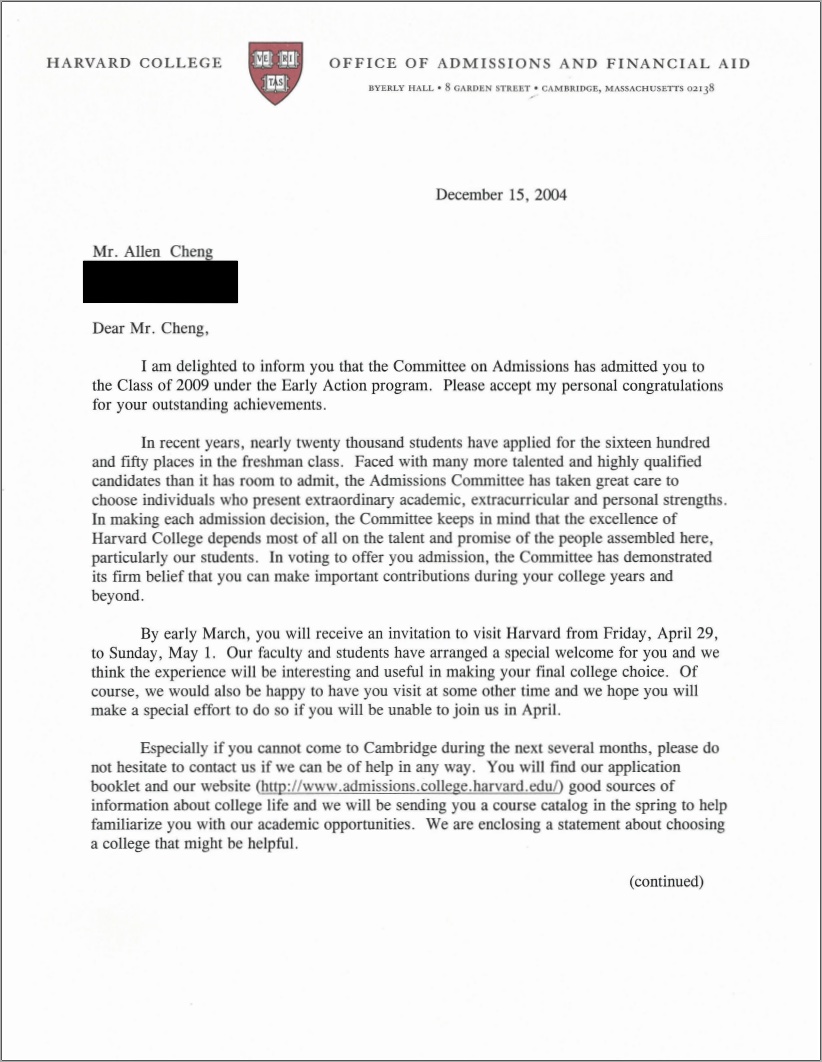 HARVARD COLLEGE
VE RI
TAS
OFFICE OF ADMISSIONS AND FINANCIAL AID
BYERLY HALL • 8 GARDEN STREET • CAMBRIDGE, MASSACHUSETTS 02138
December 15, 2004
Mr. Allen Cheng
Dear Mr. Cheng,
I am delighted to inform you that the Committee on Admissions has admitted you to
the Class of 2009 under the Early Action program. Please accept my personal congratulations
for your outstanding achievements.
In recent years, nearly twenty thousand students have applied for the sixteen hundred
and fifty places in the freshman class. Faced with many more talented and highly qualified
candidates than it has room to admit, the Admissions Committee has taken great care to
choose individuals who present extraordinary academic, extracurricular and personal strengths.
In making each admission decision, the Committee keeps in mind that the excellence of
Harvard College depends most of all on the talent and promise of the people assembled here,
particularly our students. In voting to offer you admission, the Committee has demonstrated
its firm belief that you can make important contributions during your college years and
beyond.
By early March, you will receive an invitation to visit Harvard from Friday, April 29,
to Sunday, May 1. Our faculty and students have arranged a special welcome for you and we
think the experience will be interesting and useful in making your final college choice. Of
course, we would also be happy to have you visit at some other time and we hope you will
make a special effort to do so if you will be unable to join us in April.
Especially if you cannot come to Cambridge during the next several months, please do
not hesitate to contact us if we can be of help in any way. You will find our application
booklet and our website (http://www.admissions.college.harvard.edu/) good sources of
information about college life and we will be sending you a course catalog in the spring to help
familiarize you with our academic opportunities. We are enclosing a statement about choosing
a college that might be helpful.
(continued)